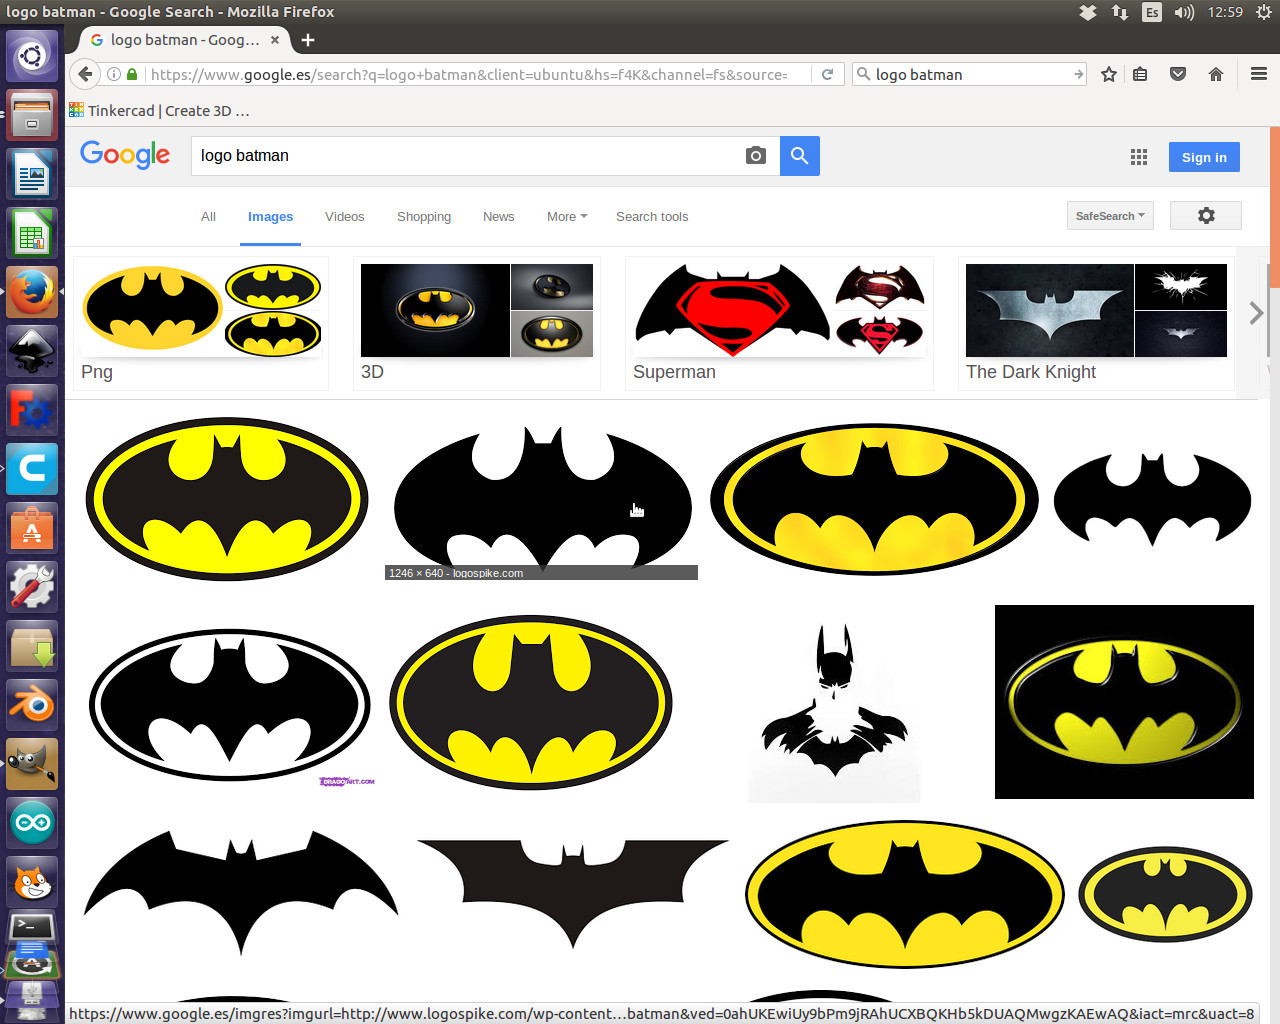 logo batman - Google Search - Mozilla Firefox
Es
12:59
logo batman - Goog...
https://www.google.es/search?q=logo+batman&client=ubuntu&hs=f4K&channel=fs&source=
logo batman
Tinkercad | Create 3D ...
Google
logo batman
Sign in
All
Images
Videos
Shopping
News
More
Search tools
SafeSearch
Png
3D
Superman
The Dark Knight
1246 × 640 - logospike.com
DRAGOART.COM
https://www.google.es/imgres?imgurl=http://www.logospike.com/wp-content...batman&ved=0ahUKEwiUy9bPm9jRAhUCXBQKHb5kDUAQMwgzKAEwAQ&iact=mrc&uact=8